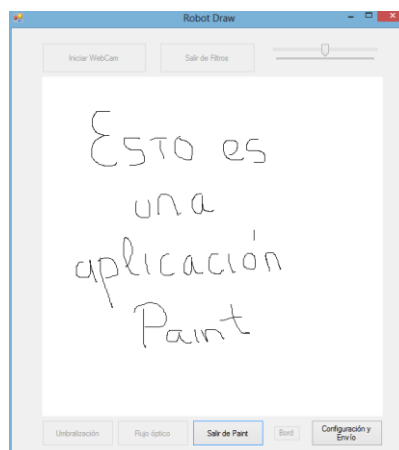 Robot Draw
Iniciar WebCam Salir de Filtros
Esto es
una
aplicación
Paint
Umbralización Flujo óptico Salir de Paint Bord Configuración y
Envío